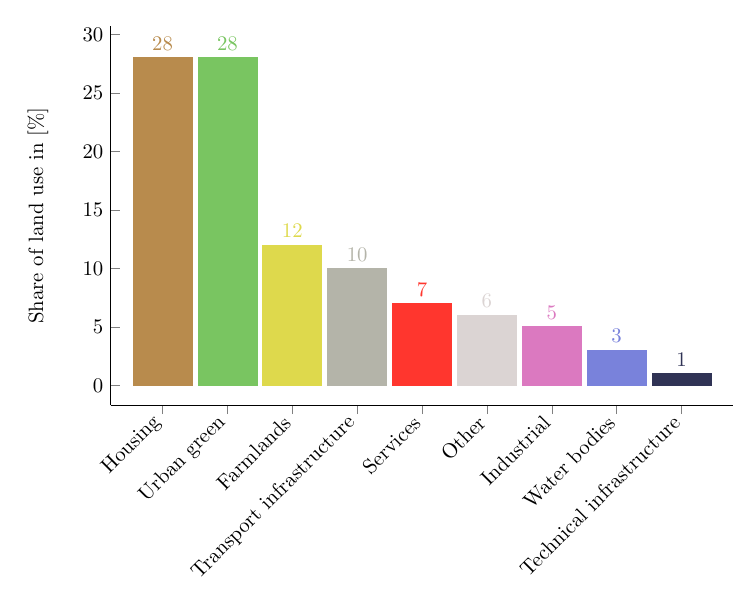 30
25
20
15
10
5
0
Share of land use in [%]
28
28
12
10
7
6
5
3
1
Housing
Urban green
Farmlands
Transport infrastructure
Services
Other
Industrial
Water bodies
Technical infrastructure